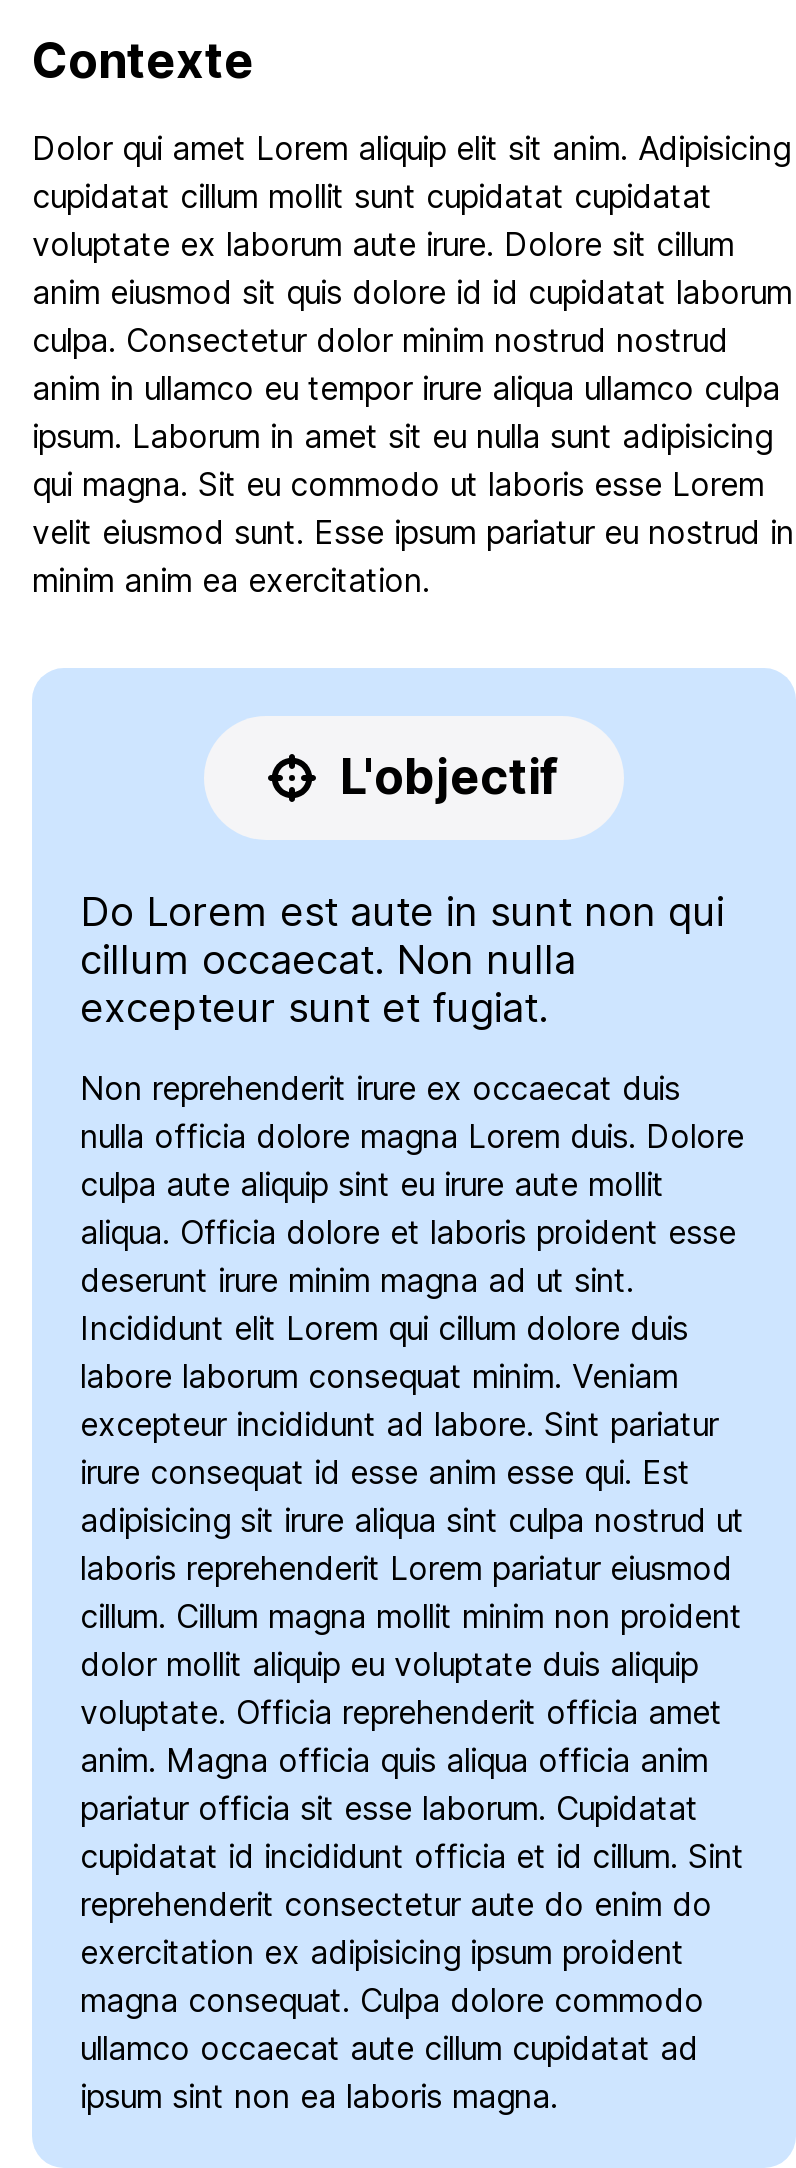 Contexte
Dolor qui amet Lorem aliquip elit sit anim. Adipisicing
cupidatat cillum mollit sunt cupidatat cupidatat
voluptate ex laborum aute irure. Dolore sit cillum
anim eiusmod sit quis dolore id id cupidatat laborum
culpa. Consectetur dolor minim nostrud nostrud
anim in ullamco eu tempor irure aliqua ullamco culpa
ipsum. Laborum in amet sit eu nulla sunt adipisicing
qui magna. Sit eu commodo ut laboris esse Lorem
velit eiusmod sunt. Esse ipsum pariatur eu nostrud in
minim anim ea exercitation.
L'objectif
Do Lorem est aute in sunt non qui
cillum occaecat. Non nulla
excepteur sunt et fugiat.
Non reprehenderit irure ex occaecat duis
nulla officia dolore magna Lorem duis. Dolore
culpa aute aliquip sint eu irure aute mollit
aliqua. Officia dolore et laboris proident esse
deserunt irure minim magna ad ut sint.
Incididunt elit Lorem qui cillum dolore duis
labore laborum consequat minim. Veniam
excepteur incididunt ad labore. Sint pariatur
irure consequat id esse anim esse qui. Est
adipisicing sit irure aliqua sint culpa nostrud ut
laboris reprehenderit Lorem pariatur eiusmod
cillum. Cillum magna mollit minim non proident
dolor mollit aliquip eu voluptate duis aliquip
voluptate. Officia reprehenderit officia amet
anim. Magna officia quis aliqua officia anim
pariatur officia sit esse laborum. Cupidatat
cupidatat id incididunt officia et id cillum. Sint
reprehenderit consectetur aute do enim do
exercitation ex adipisicing ipsum proident
magna consequat. Culpa dolore commodo
ullamco occaecat aute cillum cupidatat ad
ipsum sint non ea laboris magna.